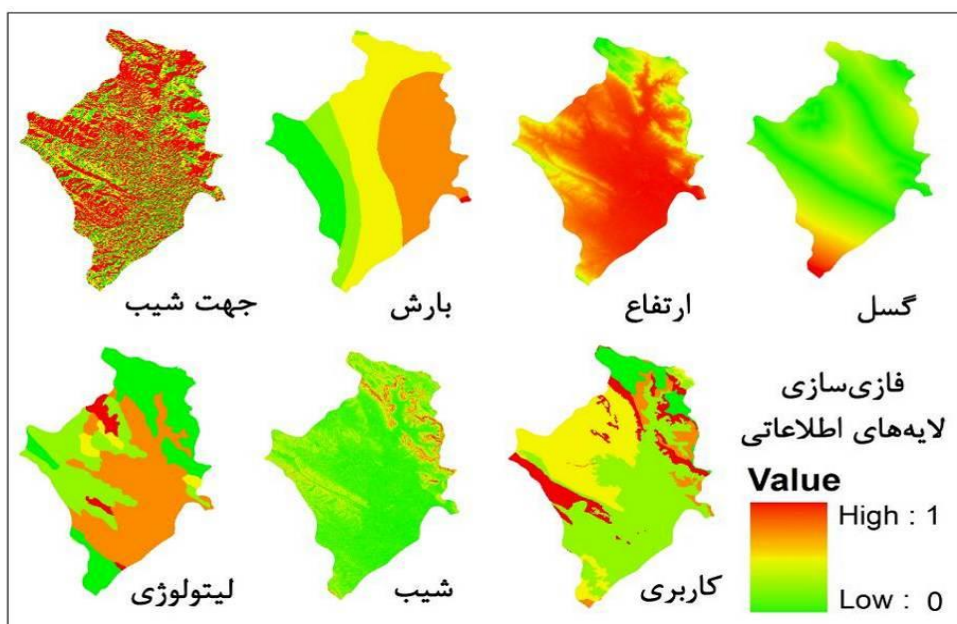 گسل
ارتفاع
بارش
جهت شیب
فازی‌سازی
لایه‌های اطلاعاتی
Value
High : 1
Low : 0
کاربری
شیب
لیتولوژی